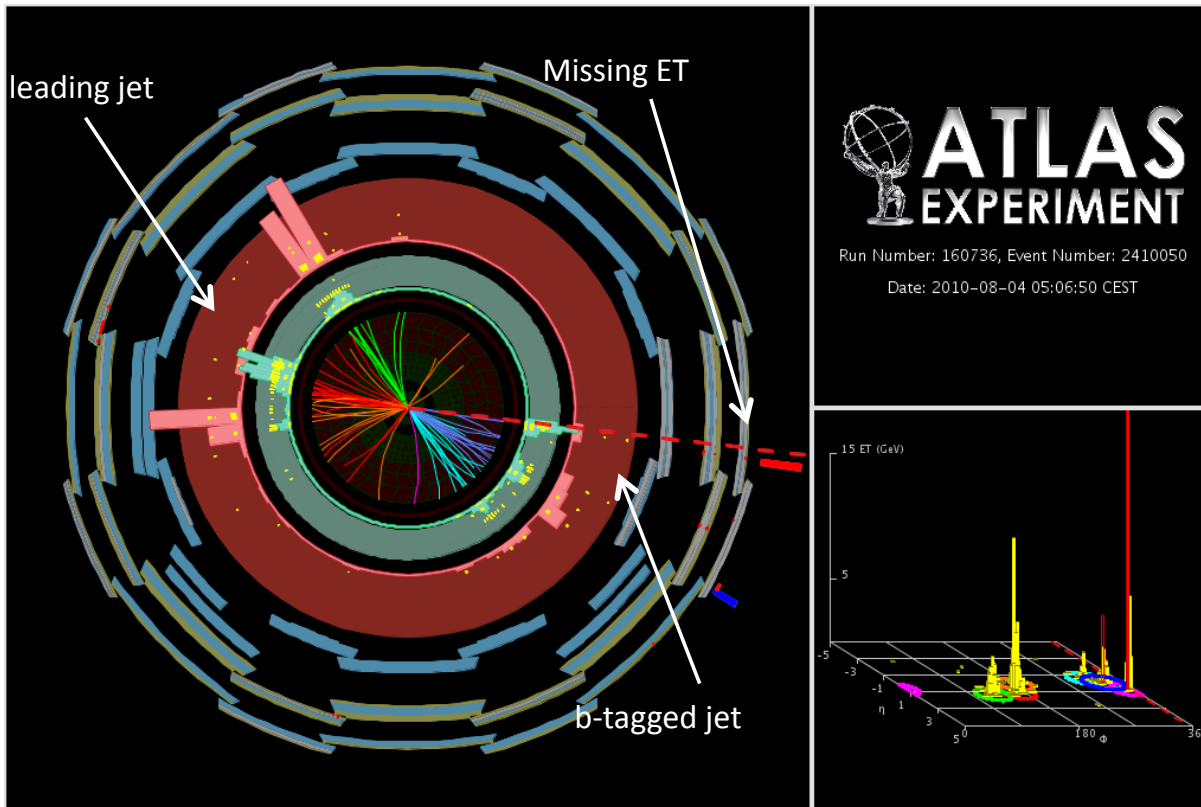 leading jet
Missing ET
b-tagged jet
ATLAS
EXPERIMENT
Run Number: 160736, Event Number: 2410050
Date: 2010-08-04 05:06:50 CEST
15 ET (GeV)
5
-5
-3
-1
η 1
3
5
0
180
Φ
36